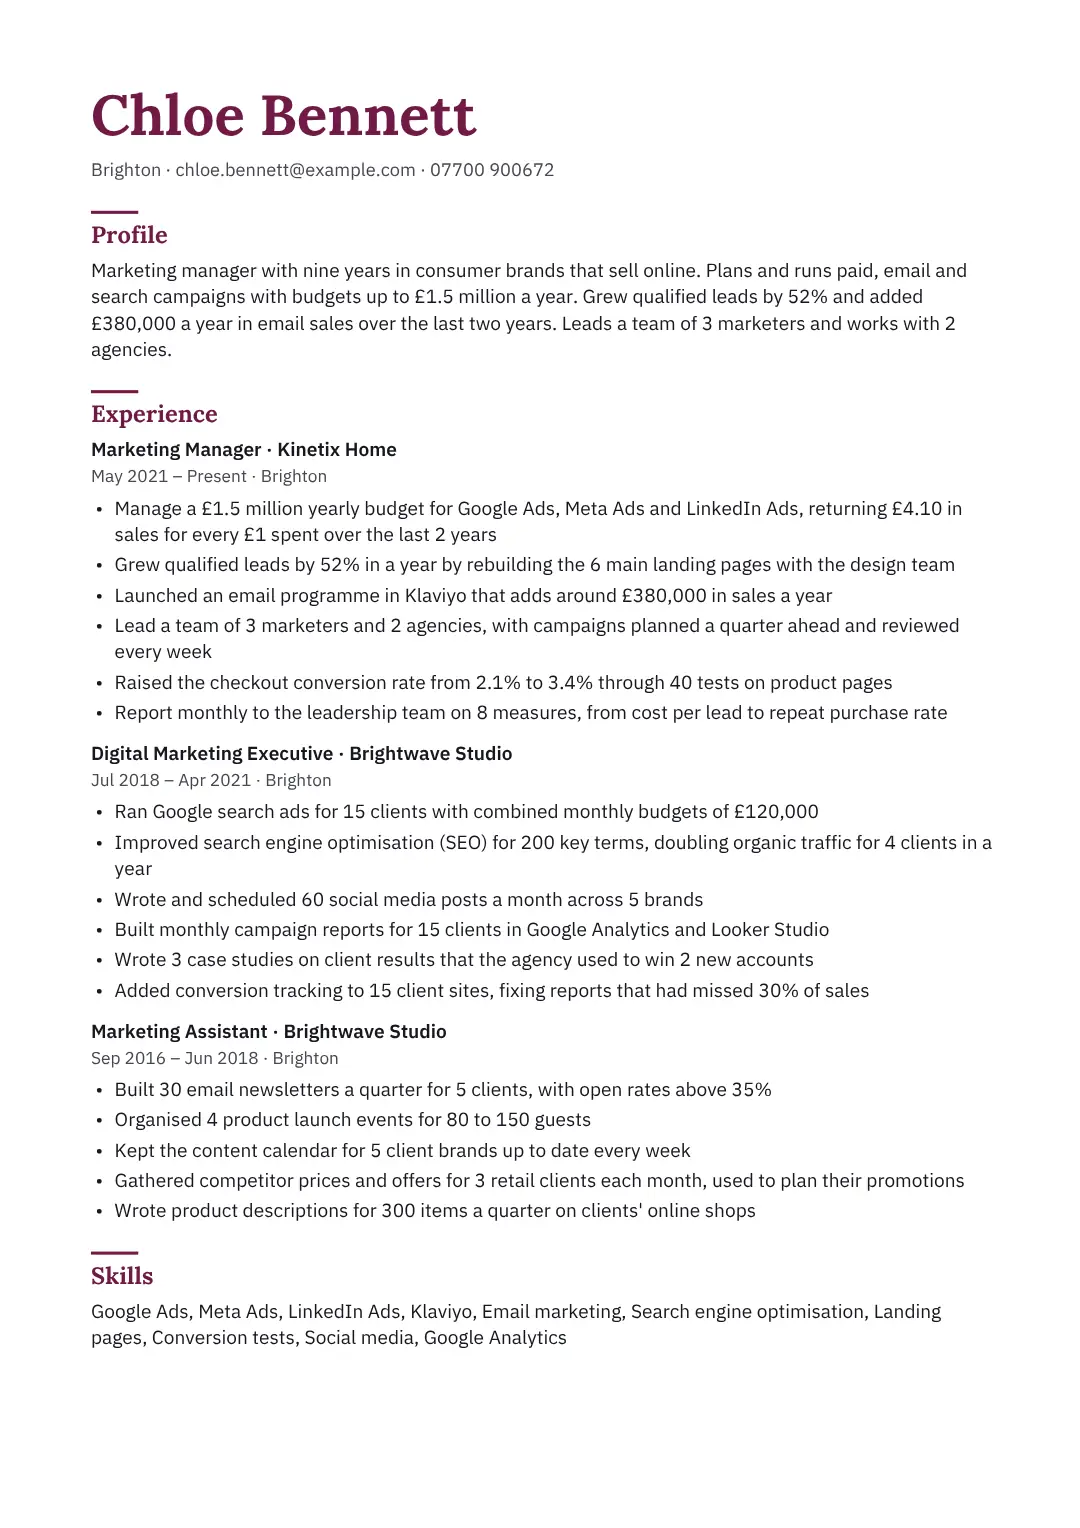 Chloe Bennett
Brighton · chloe.bennett@example.com · 07700 900672
Profile
Marketing manager with nine years in consumer brands that sell online. Plans and runs paid, email and
search campaigns with budgets up to £1.5 million a year. Grew qualified leads by 52% and added
£380,000 a year in email sales over the last two years. Leads a team of 3 marketers and works with 2
agencies.
Experience
Marketing Manager · Kinetix Home
May 2021 – Present · Brighton
• Manage a £1.5 million yearly budget for Google Ads, Meta Ads and LinkedIn Ads, returning £4.10 in
sales for every £1 spent over the last 2 years
• Grew qualified leads by 52% in a year by rebuilding the 6 main landing pages with the design team
• Launched an email programme in Klaviyo that adds around £380,000 in sales a year
• Lead a team of 3 marketers and 2 agencies, with campaigns planned a quarter ahead and reviewed
every week
• Raised the checkout conversion rate from 2.1% to 3.4% through 40 tests on product pages
• Report monthly to the leadership team on 8 measures, from cost per lead to repeat purchase rate
Digital Marketing Executive · Brightwave Studio
Jul 2018 – Apr 2021 · Brighton
• Ran Google search ads for 15 clients with combined monthly budgets of £120,000
• Improved search engine optimisation (SEO) for 200 key terms, doubling organic traffic for 4 clients in a
year
• Wrote and scheduled 60 social media posts a month across 5 brands
• Built monthly campaign reports for 15 clients in Google Analytics and Looker Studio
• Wrote 3 case studies on client results that the agency used to win 2 new accounts
• Added conversion tracking to 15 client sites, fixing reports that had missed 30% of sales
Marketing Assistant · Brightwave Studio
Sep 2016 – Jun 2018 · Brighton
• Built 30 email newsletters a quarter for 5 clients, with open rates above 35%
• Organised 4 product launch events for 80 to 150 guests
• Kept the content calendar for 5 client brands up to date every week
• Gathered competitor prices and offers for 3 retail clients each month, used to plan their promotions
• Wrote product descriptions for 300 items a quarter on clients' online shops
Skills
Google Ads, Meta Ads, LinkedIn Ads, Klaviyo, Email marketing, Search engine optimisation, Landing
pages, Conversion tests, Social media, Google Analytics